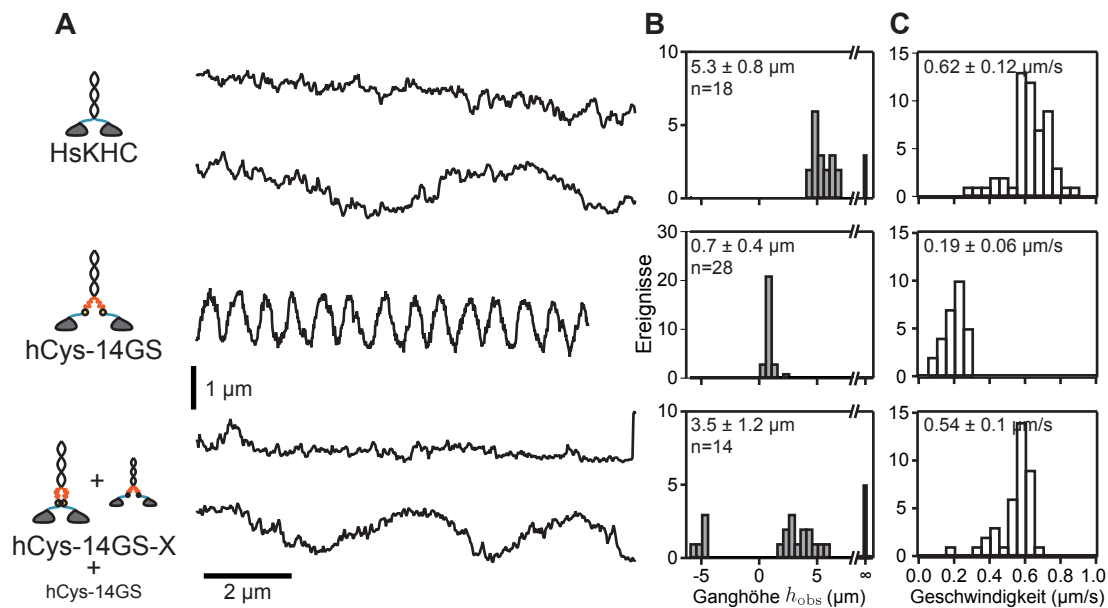 A
B
C
HsKHC
10
5
0
5.3 ± 0.8 µm
n=18
15
10
5
0
0.62 ± 0.12 µm/s
hCys-14GS
1 µm
Ereignisse
30
20
10
0
0.7 ± 0.4 µm
n=28
15
10
5
0
0.19 ± 0.06 µm/s
+
hCys-14GS-X
+
hCys-14GS
2 µm
10
5
0
3.5 ± 1.2 µm
n=14
-5 0 5 ∞
Ganghöhe h_obs (µm)
15
10
5
0
0.54 ± 0.1 µm/s
0.0 0.2 0.4 0.6 0.8 1.0
Geschwindigkeit (µm/s)